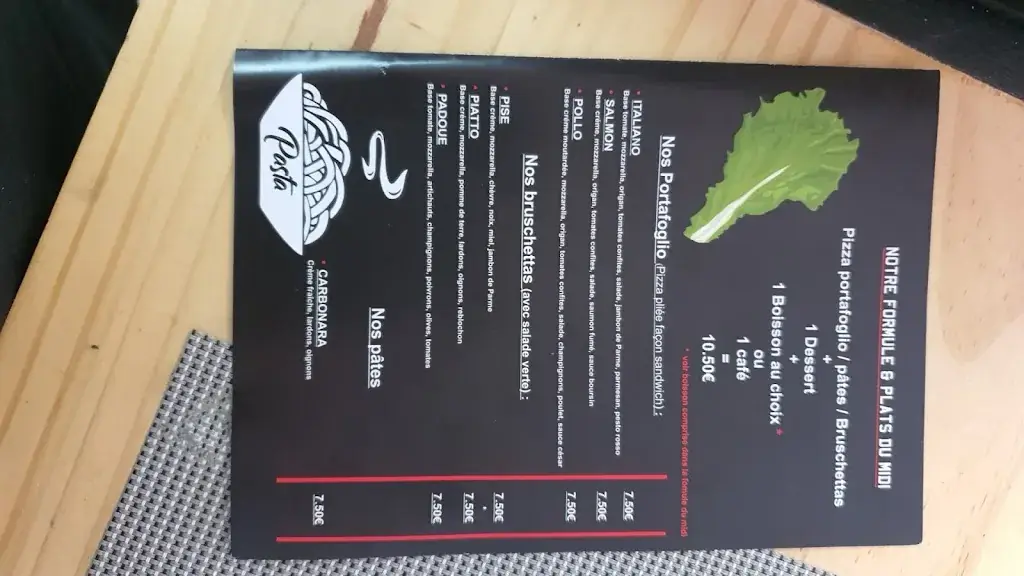 NOTRE FORMULE & PLATS DU MIDI
Pizza portafoglio / pâtes / Bruschettas
+
1 Dessert
+
1 Boisson au choix *
ou
1 café
=
10.50€
* voir boisson comprise dans la formule du midi
Nos Portafoglio (Pizza pliée façon sandwich) :
* ITALIANO 7.50€
Base tomate, mozzarella, origan, tomates confites, salade, jambon de Parme, parmesan, pesto rosso
* SALMON 7.50€
Base crème, mozzarella, origan, tomates confites, salade, saumon fumé, sauce boursin
* POLLO 7.50€
Base crème moutardée, mozzarella, origan, tomates confites, salade, champignons, poulet, sauce césar
Nos bruschettas (avec salade verte) :
* PISE 7.50€
Base crème, mozzarella, chèvre, noix, miel, jambon de Parme
* PIATTO 7.50€
Base crème, mozzarella, pomme de terre, lardons, oignons, reblochon
* PADOUE 7.50€
Base tomate, mozzarella, artichauts, champignons, poivrons, olives, tomates
Nos pâtes
* CARBONARA 7.50€
Crème fraîche, lardons, oignons
Pasta